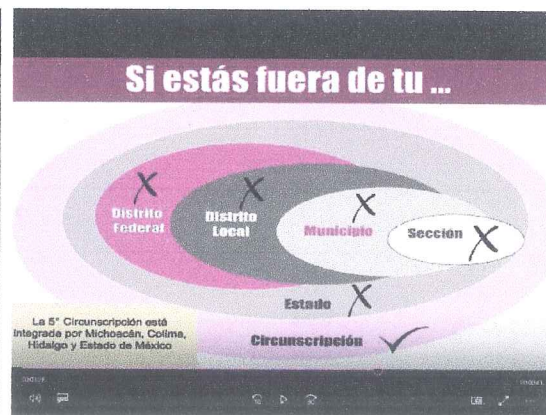 Si estás fuera de tu ...
Distrito
Federal
Distrito
Local
Municipio
Sección
Estado
Circunscripción
La 5° Circunscripción está
integrada por Michoacán, Colima,
Hidalgo y Estado de México